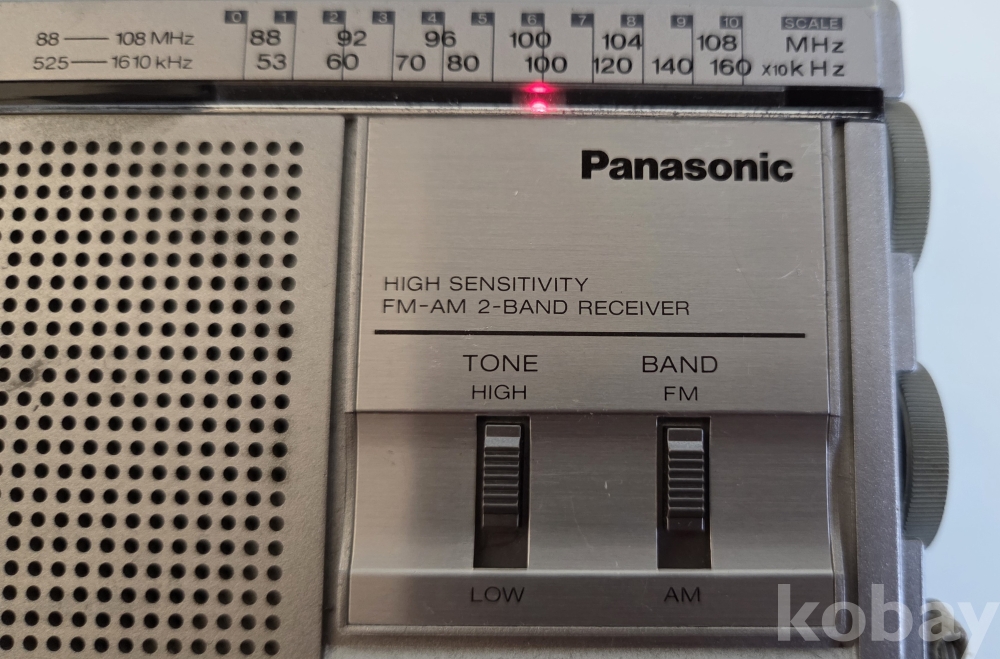 0 1 2 3 4 5 6 7 8 9 10 SCALE
88 — 108 MHz 88 92 96 100 104 108 MHz
525 — 1610 kHz 53 60 70 80 100 120 140 160 x10 kHz
Panasonic
HIGH SENSITIVITY
FM-AM 2-BAND RECEIVER
TONE BAND
HIGH FM
LOW AM
kobay